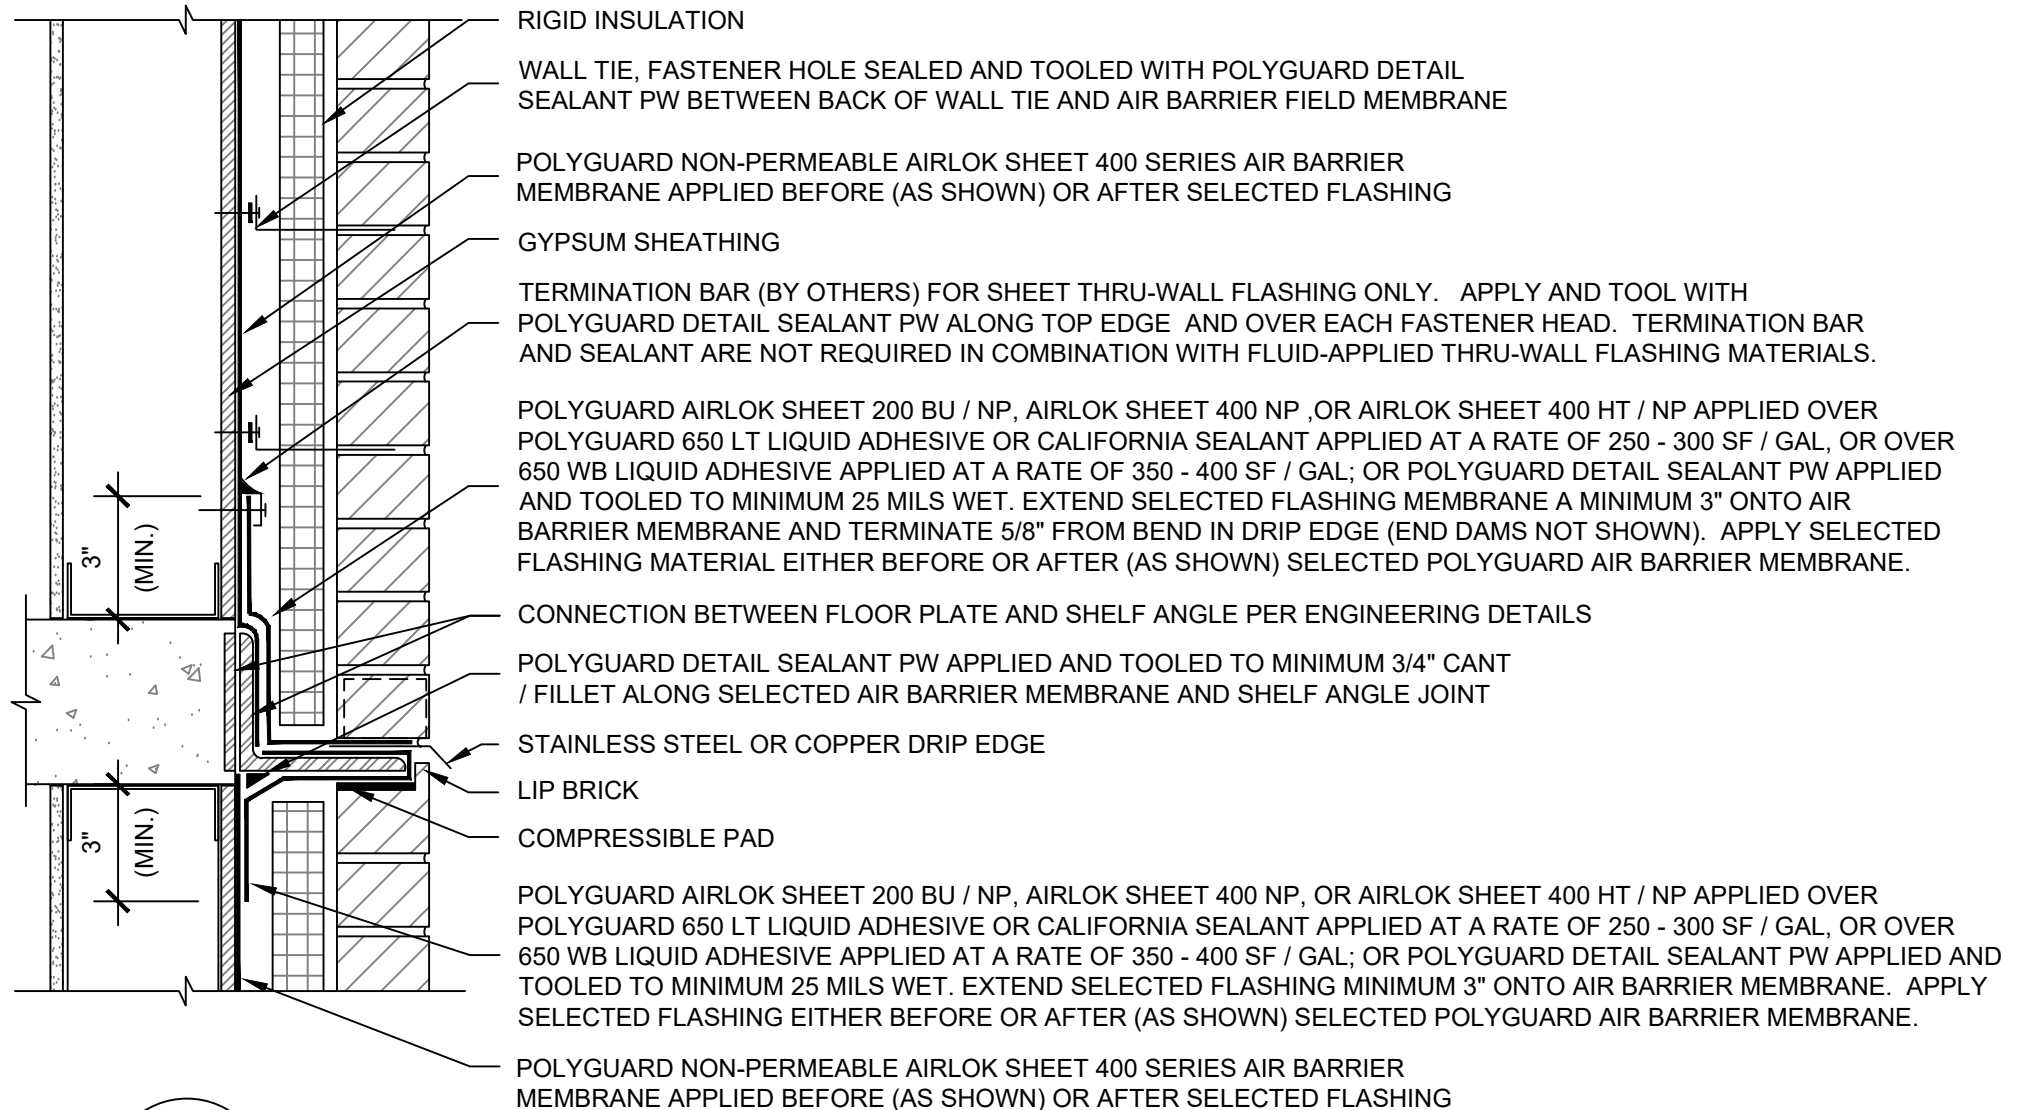 RIGID INSULATION
WALL TIE, FASTENER HOLE SEALED AND TOOLED WITH POLYGUARD DETAIL
SEALANT PW BETWEEN BACK OF WALL TIE AND AIR BARRIER FIELD MEMBRANE
POLYGUARD NON-PERMEABLE AIRLOK SHEET 400 SERIES AIR BARRIER
MEMBRANE APPLIED BEFORE (AS SHOWN) OR AFTER SELECTED FLASHING
GYPSUM SHEATHING
TERMINATION BAR (BY OTHERS) FOR SHEET THRU-WALL FLASHING ONLY. APPLY AND TOOL WITH
POLYGUARD DETAIL SEALANT PW ALONG TOP EDGE AND OVER EACH FASTENER HEAD. TERMINATION BAR
AND SEALANT ARE NOT REQUIRED IN COMBINATION WITH FLUID-APPLIED THRU-WALL FLASHING MATERIALS.
POLYGUARD AIRLOK SHEET 200 BU / NP, AIRLOK SHEET 400 NP ,OR AIRLOK SHEET 400 HT / NP APPLIED OVER
POLYGUARD 650 LT LIQUID ADHESIVE OR CALIFORNIA SEALANT APPLIED AT A RATE OF 250 - 300 SF / GAL, OR OVER
650 WB LIQUID ADHESIVE APPLIED AT A RATE OF 350 - 400 SF / GAL; OR POLYGUARD DETAIL SEALANT PW APPLIED
AND TOOLED TO MINIMUM 25 MILS WET. EXTEND SELECTED FLASHING MEMBRANE A MINIMUM 3" ONTO AIR
BARRIER MEMBRANE AND TERMINATE 5/8" FROM BEND IN DRIP EDGE (END DAMS NOT SHOWN). APPLY SELECTED
FLASHING MATERIAL EITHER BEFORE OR AFTER (AS SHOWN) SELECTED POLYGUARD AIR BARRIER MEMBRANE.
3"
(MIN.)
CONNECTION BETWEEN FLOOR PLATE AND SHELF ANGLE PER ENGINEERING DETAILS
POLYGUARD DETAIL SEALANT PW APPLIED AND TOOLED TO MINIMUM 3/4" CANT
/ FILLET ALONG SELECTED AIR BARRIER MEMBRANE AND SHELF ANGLE JOINT
STAINLESS STEEL OR COPPER DRIP EDGE
LIP BRICK
COMPRESSIBLE PAD
3"
(MIN.)
POLYGUARD AIRLOK SHEET 200 BU / NP, AIRLOK SHEET 400 NP, OR AIRLOK SHEET 400 HT / NP APPLIED OVER
POLYGUARD 650 LT LIQUID ADHESIVE OR CALIFORNIA SEALANT APPLIED AT A RATE OF 250 - 300 SF / GAL, OR OVER
650 WB LIQUID ADHESIVE APPLIED AT A RATE OF 350 - 400 SF / GAL; OR POLYGUARD DETAIL SEALANT PW APPLIED AND
TOOLED TO MINIMUM 25 MILS WET. EXTEND SELECTED FLASHING MINIMUM 3" ONTO AIR BARRIER MEMBRANE. APPLY
SELECTED FLASHING EITHER BEFORE OR AFTER (AS SHOWN) SELECTED POLYGUARD AIR BARRIER MEMBRANE.
POLYGUARD NON-PERMEABLE AIRLOK SHEET 400 SERIES AIR BARRIER
MEMBRANE APPLIED BEFORE (AS SHOWN) OR AFTER SELECTED FLASHING